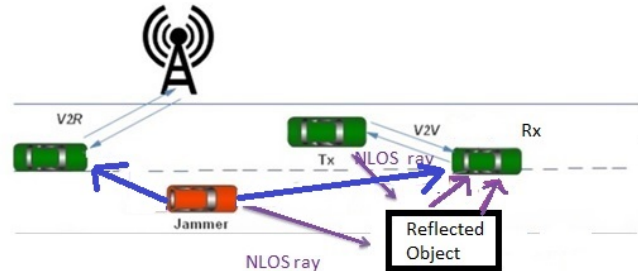 V2R
V2V
Rx
Tx
NLOS ray
Jammer
Reflected
Object
NLOS ray